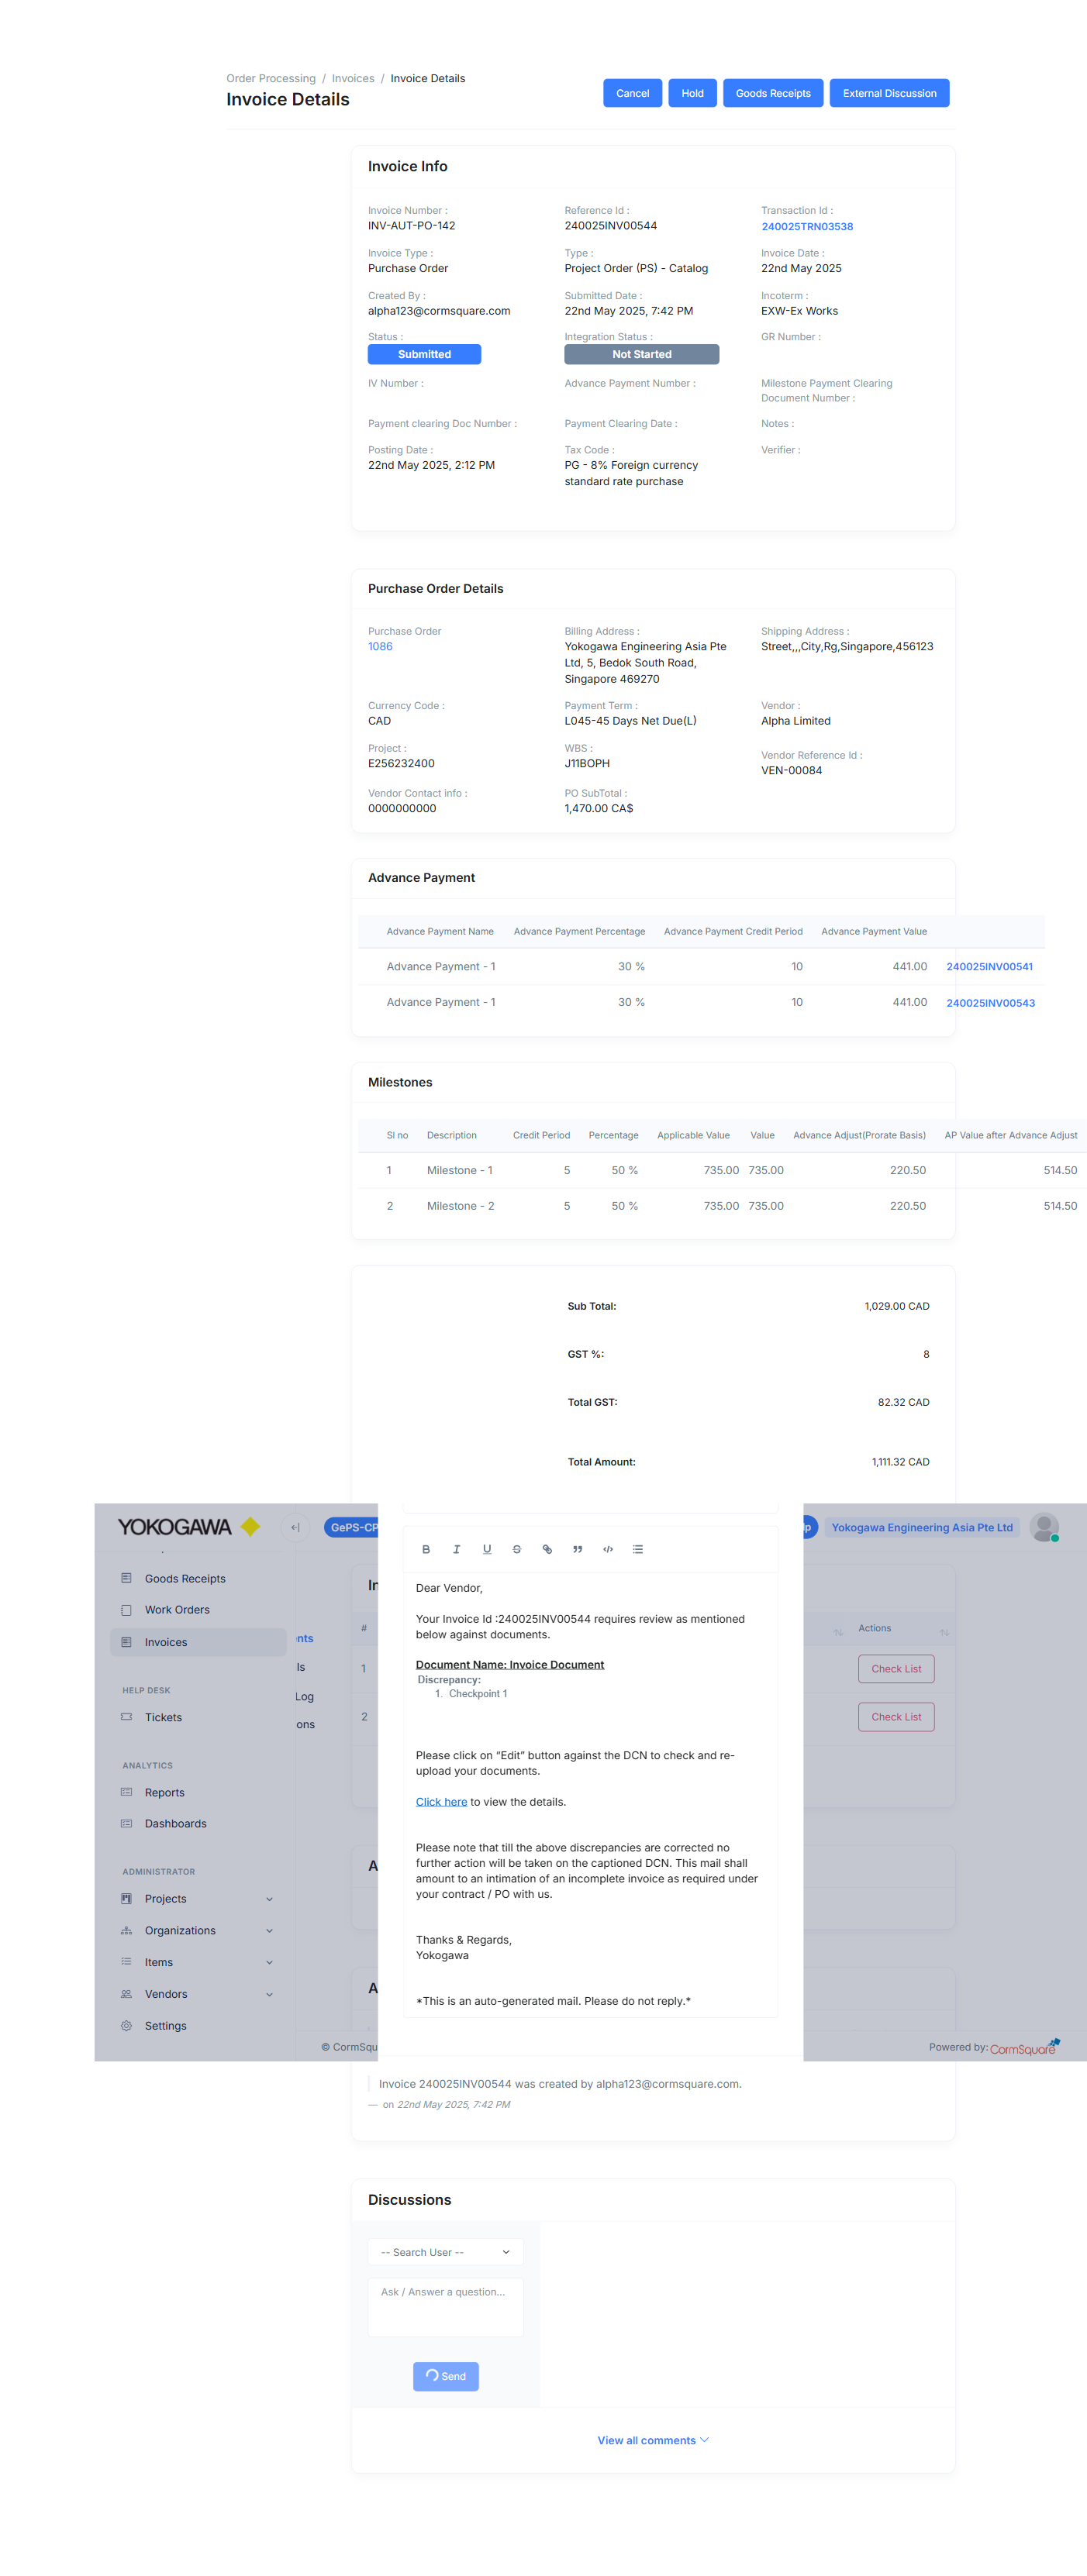 Order Processing / Invoices / Invoice Details
Invoice Details
Cancel
Hold
Goods Receipts
External Discussion
Invoice Info
Invoice Number :
INV-AUT-PO-142
Reference Id :
240025INV00544
Transaction Id :
240025TRN03538
Invoice Type :
Purchase Order
Type :
Project Order (PS) - Catalog
Invoice Date :
22nd May 2025
Created By :
alpha123@cormsquare.com
Submitted Date :
22nd May 2025, 7:42 PM
Incoterm :
EXW-Ex Works
Status :
Submitted
Integration Status :
Not Started
GR Number :
IV Number :
Advance Payment Number :
Milestone Payment Clearing
Document Number :
Payment clearing Doc Number :
Payment Clearing Date :
Notes :
Posting Date :
22nd May 2025, 2:12 PM
Tax Code :
PG - 8% Foreign currency
standard rate purchase
Verifier :
Purchase Order Details
Purchase Order
1086
Billing Address :
Yokogawa Engineering Asia Pte
Ltd, 5, Bedok South Road,
Singapore 469270
Shipping Address :
Street,,,City,Rg,Singapore,456123
Currency Code :
CAD
Payment Term :
L045-45 Days Net Due(L)
Vendor :
Alpha Limited
Project :
E256232400
WBS :
J11BOPH
Vendor Reference Id :
VEN-00084
Vendor Contact info :
0000000000
PO SubTotal :
1,470.00 CA$
Advance Payment
Advance Payment Name Advance Payment Percentage Advance Payment Credit Period Advance Payment Value
Advance Payment - 1 30 % 10 441.00 240025INV00541
Advance Payment - 1 30 % 10 441.00 240025INV00543
Milestones
Sl no Description Credit Period Percentage Applicable Value Value Advance Adjust(Prorate Basis) AP Value after Advance Adjust
1 Milestone - 1 5 50 % 735.00 735.00 220.50 514.50
2 Milestone - 2 5 50 % 735.00 735.00 220.50 514.50
Sub Total: 1,029.00 CAD
GST %: 8
Total GST: 82.32 CAD
Total Amount: 1,111.32 CAD
YOKOGAWA
GePS-CP
lp
Yokogawa Engineering Asia Pte Ltd
Goods Receipts
Work Orders
Invoices
HELP DESK
Tickets
ANALYTICS
Reports
Dashboards
ADMINISTRATOR
Projects
Organizations
Items
Vendors
Settings
nts
ls
Log
ons
In
#
Actions
1
Check List
2
Check List
A
A
© CormSqu
Powered by: CormSquare
B I U S
Dear Vendor,
Your Invoice Id :240025INV00544 requires review as mentioned
below against documents.
Document Name: Invoice Document
Discrepancy:
1. Checkpoint 1
Please click on “Edit” button against the DCN to check and re-
upload your documents.
Click here to view the details.
Please note that till the above discrepancies are corrected no
further action will be taken on the captioned DCN. This mail shall
amount to an intimation of an incomplete invoice as required under
your contract / PO with us.
Thanks & Regards,
Yokogawa
*This is an auto-generated mail. Please do not reply.*
Invoice 240025INV00544 was created by alpha123@cormsquare.com.
— on 22nd May 2025, 7:42 PM
Discussions
-- Search User --
Ask / Answer a question...
Send
View all comments